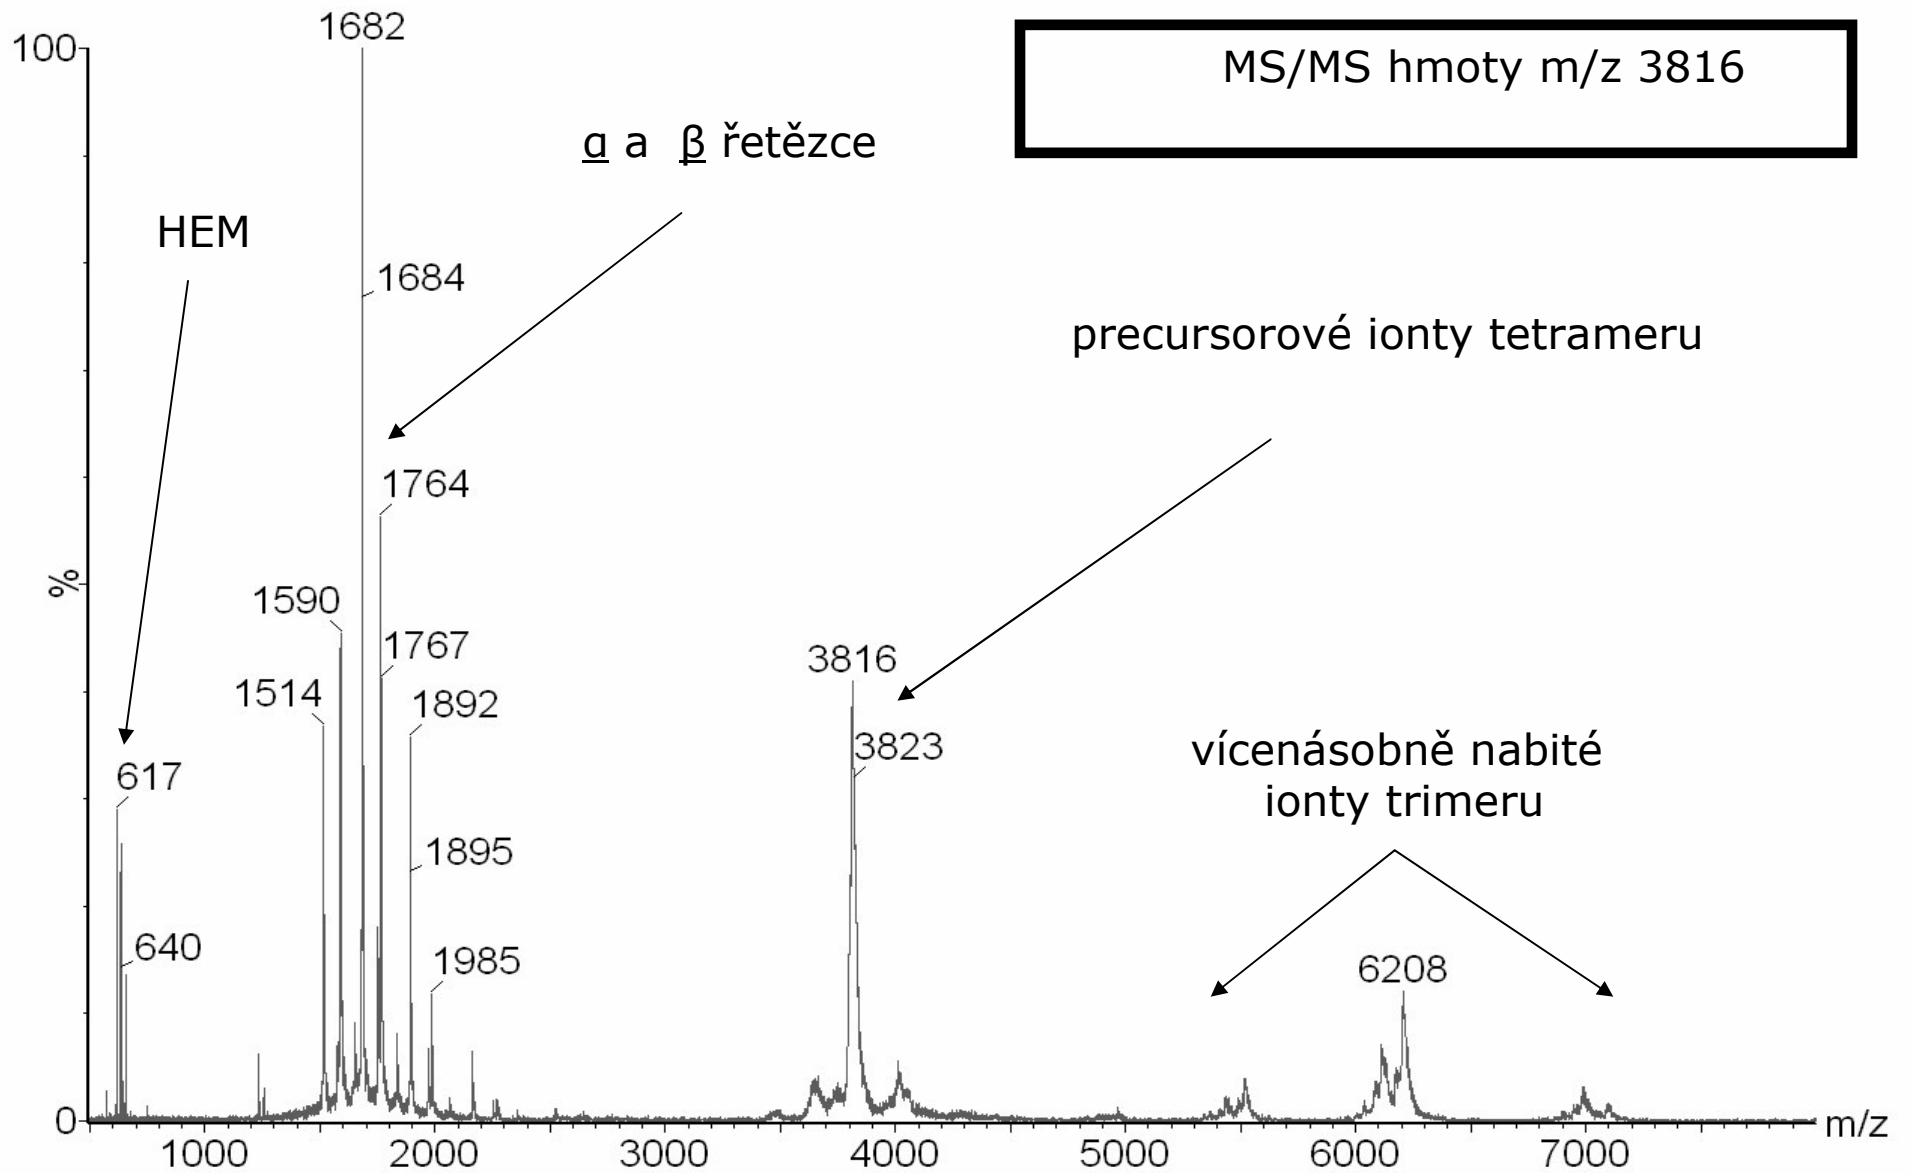 MS/MS hmoty m/z 3816
α a β řetězce
HEM
precursorové ionty tetrameru
vícenásobně nabité
ionty trimeru
100
%
0
1682
1684
1764
1590
1767
1514
1892
617
1895
640
1985
3816
3823
6208
1000 2000 3000 4000 5000 6000 7000
m/z